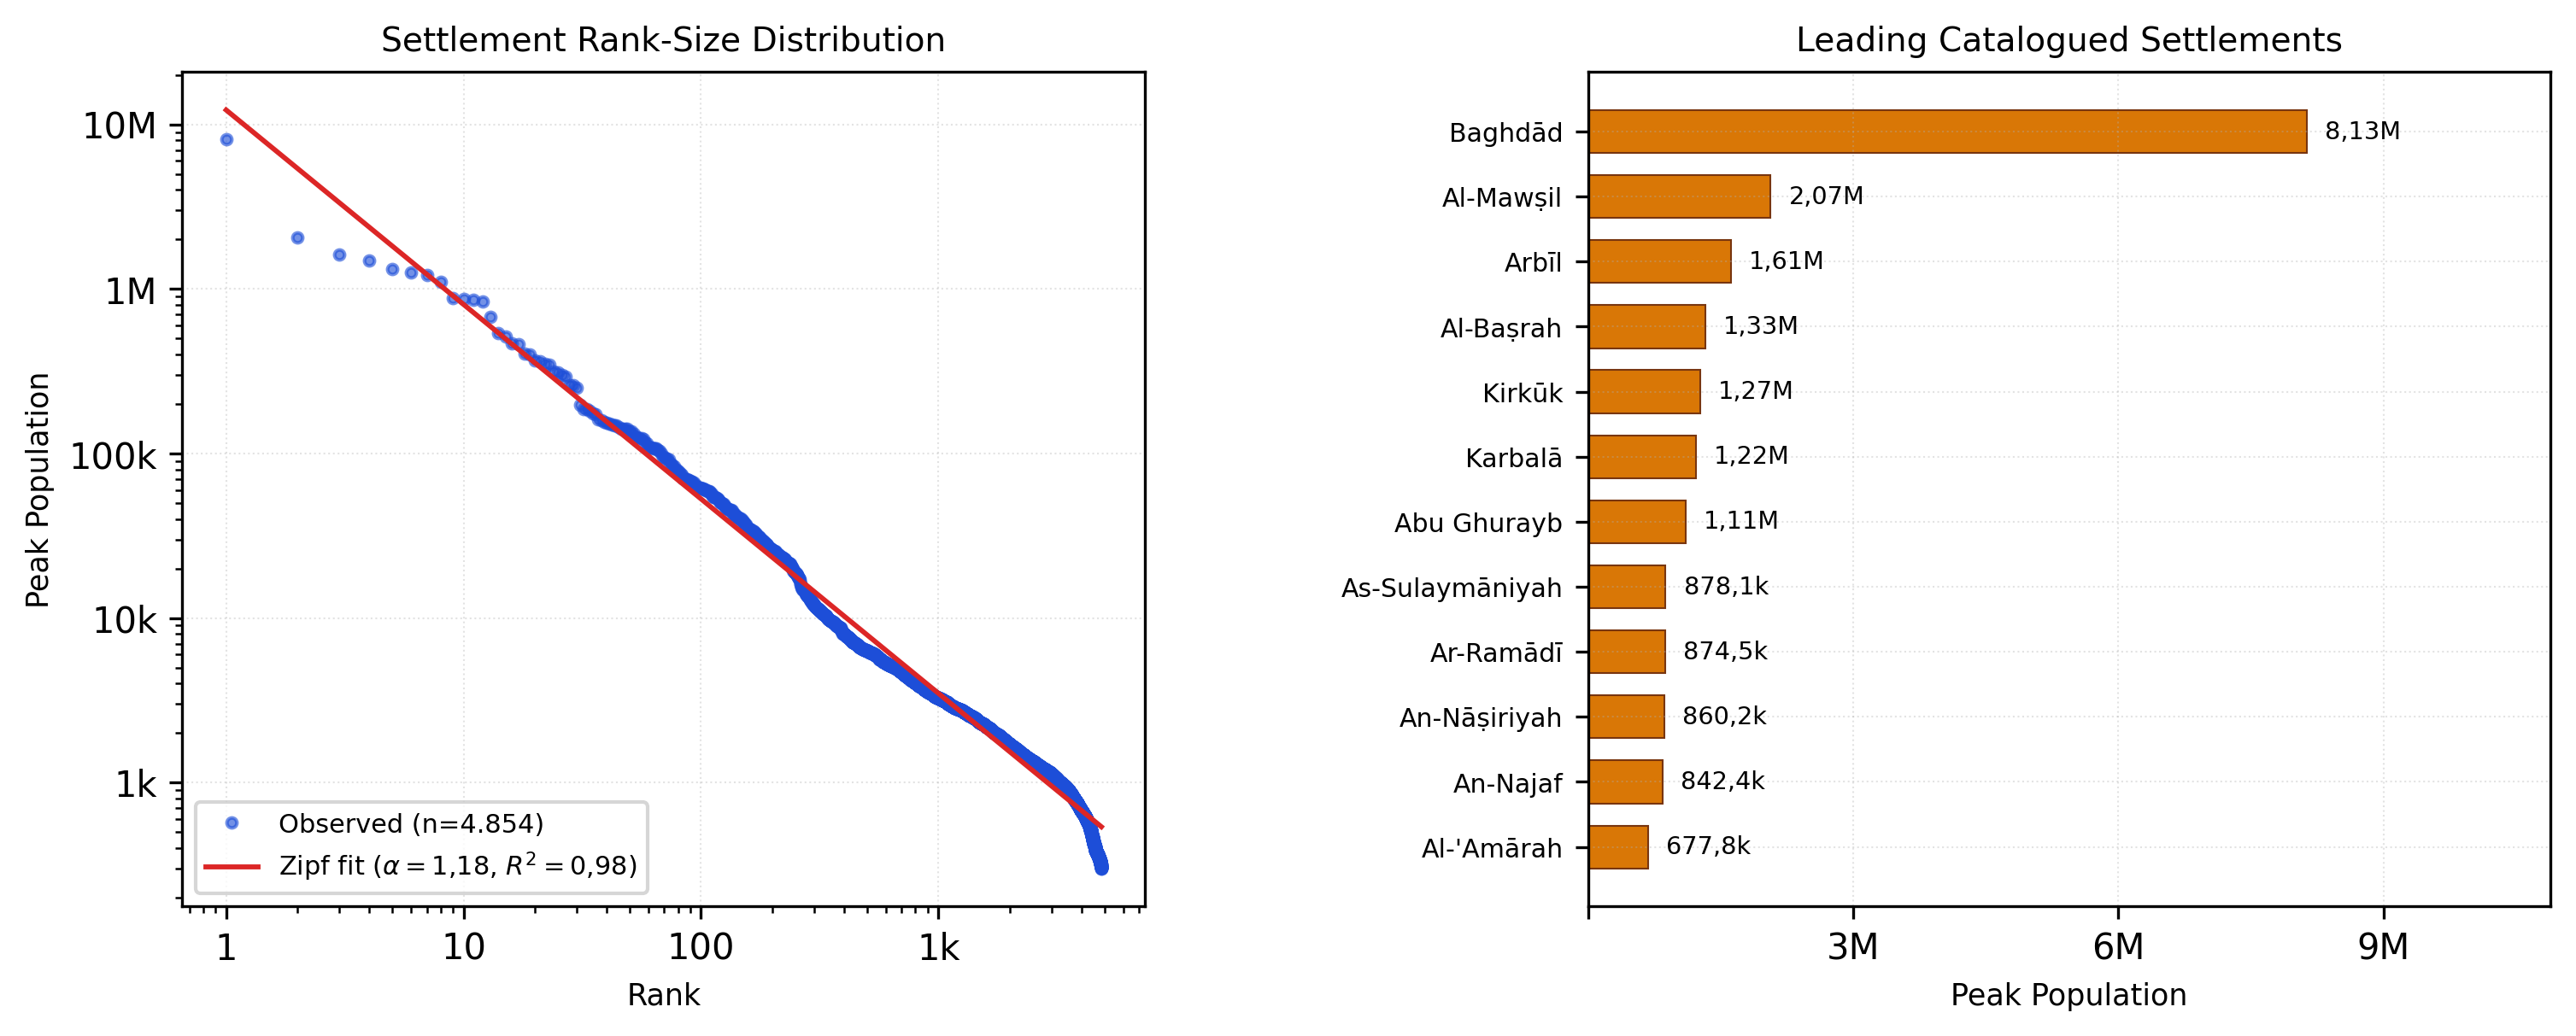 Settlement Rank-Size Distribution
Peak Population
10M
1M
100k
10k
1k
Observed (n=4.854)
Zipf fit (α = 1,18, R² = 0,98)
1
10
100
1k
Rank
Leading Catalogued Settlements
Baghdād
8,13M
Al-Mawṣil
2,07M
Arbīl
1,61M
Al-Baṣrah
1,33M
Kirkūk
1,27M
Karbalā
1,22M
Abu Ghurayb
1,11M
As-Sulaymāniyah
878,1k
Ar-Ramādī
874,5k
An-Nāṣiriyah
860,2k
An-Najaf
842,4k
Al-'Amārah
677,8k
3M
6M
9M
Peak Population